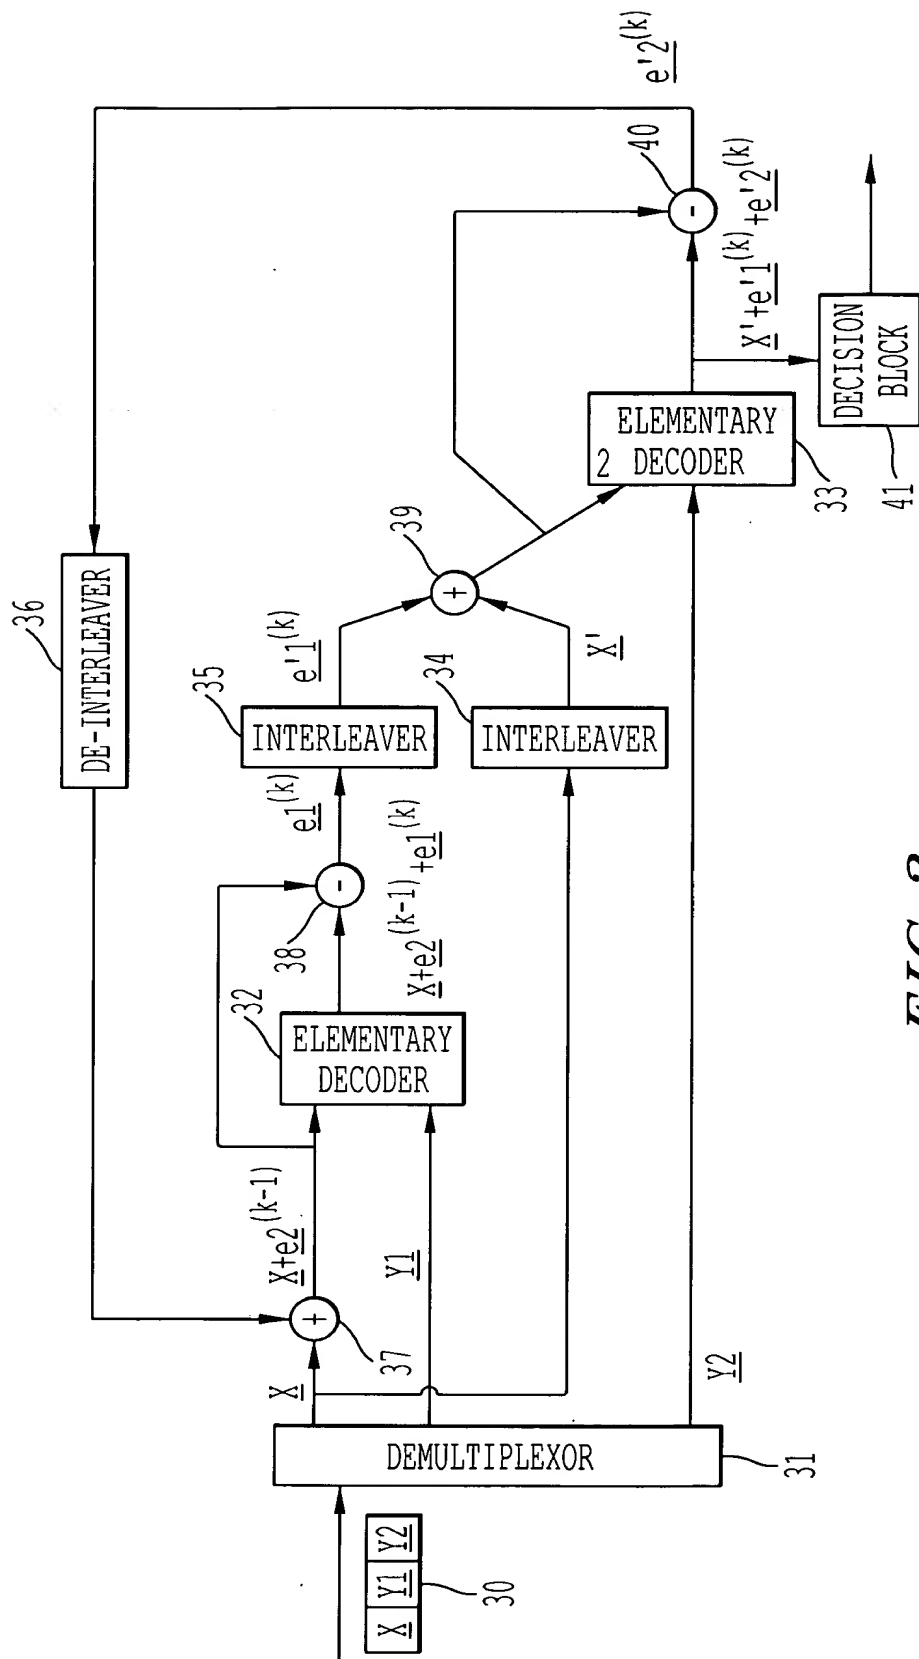 36
DE-INTERLEAVER
e'2^(k)
40
-
X'+e'1^(k)+e'2^(k)
39
+
35
INTERLEAVER
e'1^(k)
e1^(k)
38
-
X+e2^(k-1)+e1^(k)
34
INTERLEAVER
X'
ELEMENTARY
2 DECODER
33
DECISION
BLOCK
41
32
ELEMENTARY
DECODER
X+e2^(k-1)
+
37
X
Y1
Y2
DEMULTIPLEXOR
31
X Y1 Y2
30